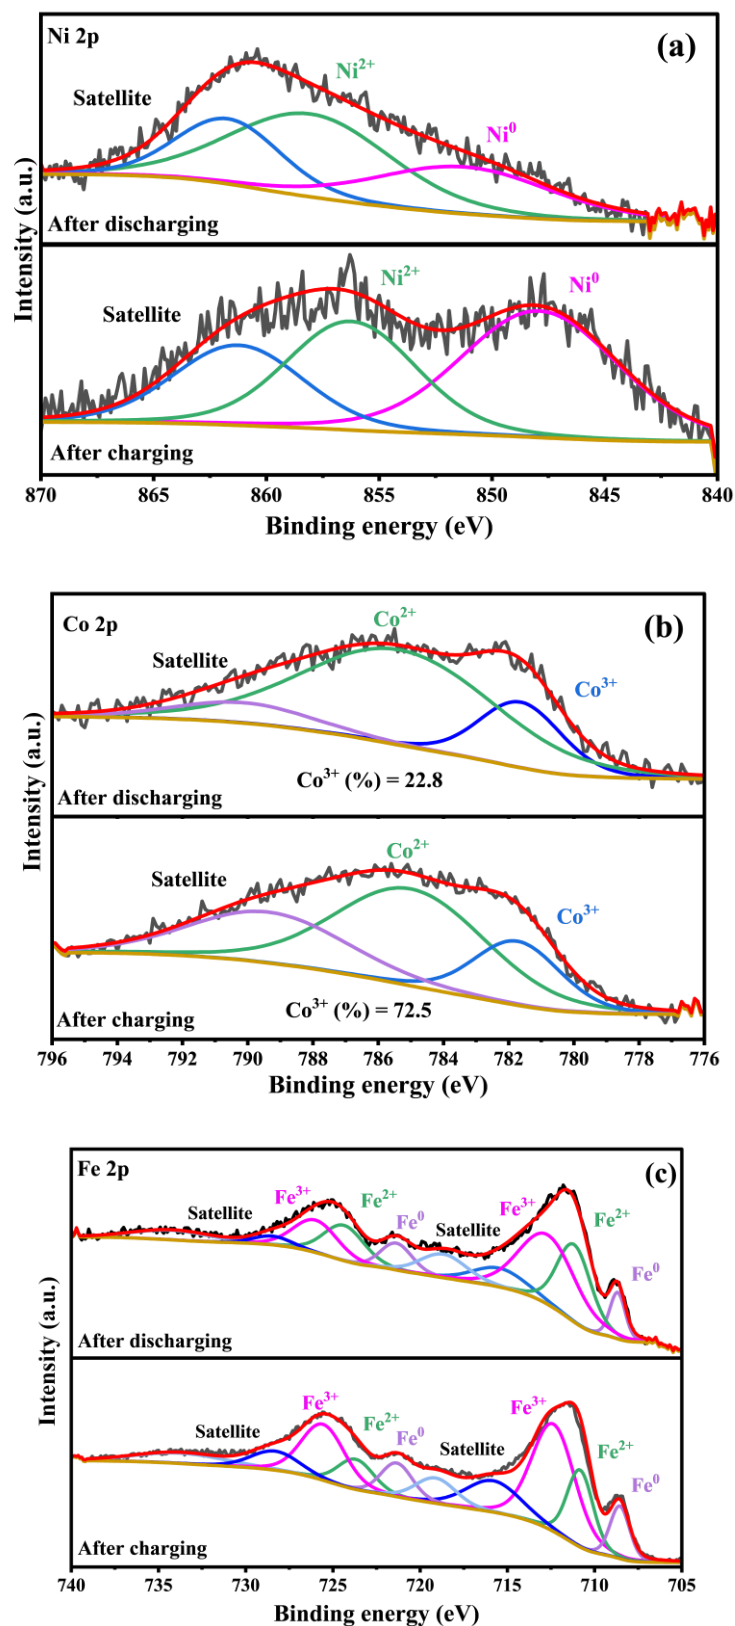 Ni 2p
(a)
Ni²⁺
Satellite
Ni⁰
After discharging
Ni²⁺
Ni⁰
Satellite
After charging
Intensity (a.u.)
870 865 860 855 850 845 840
Binding energy (eV)
Co 2p
Co²⁺
(b)
Satellite
Co³⁺
Co³⁺ (%) = 22.8
After discharging
Co²⁺
Satellite
Co³⁺
Co³⁺ (%) = 72.5
After charging
Intensity (a.u.)
796 794 792 790 788 786 784 782 780 778 776
Binding energy (eV)
Fe 2p
(c)
Fe³⁺ Fe²⁺ Fe³⁺
Satellite Fe⁰ Satellite Fe²⁺
Fe⁰
After discharging
Fe³⁺ Fe²⁺ Fe³⁺
Satellite Fe⁰ Satellite Fe²⁺
Fe⁰
After charging
Intensity (a.u.)
740 735 730 725 720 715 710 705
Binding energy (eV)